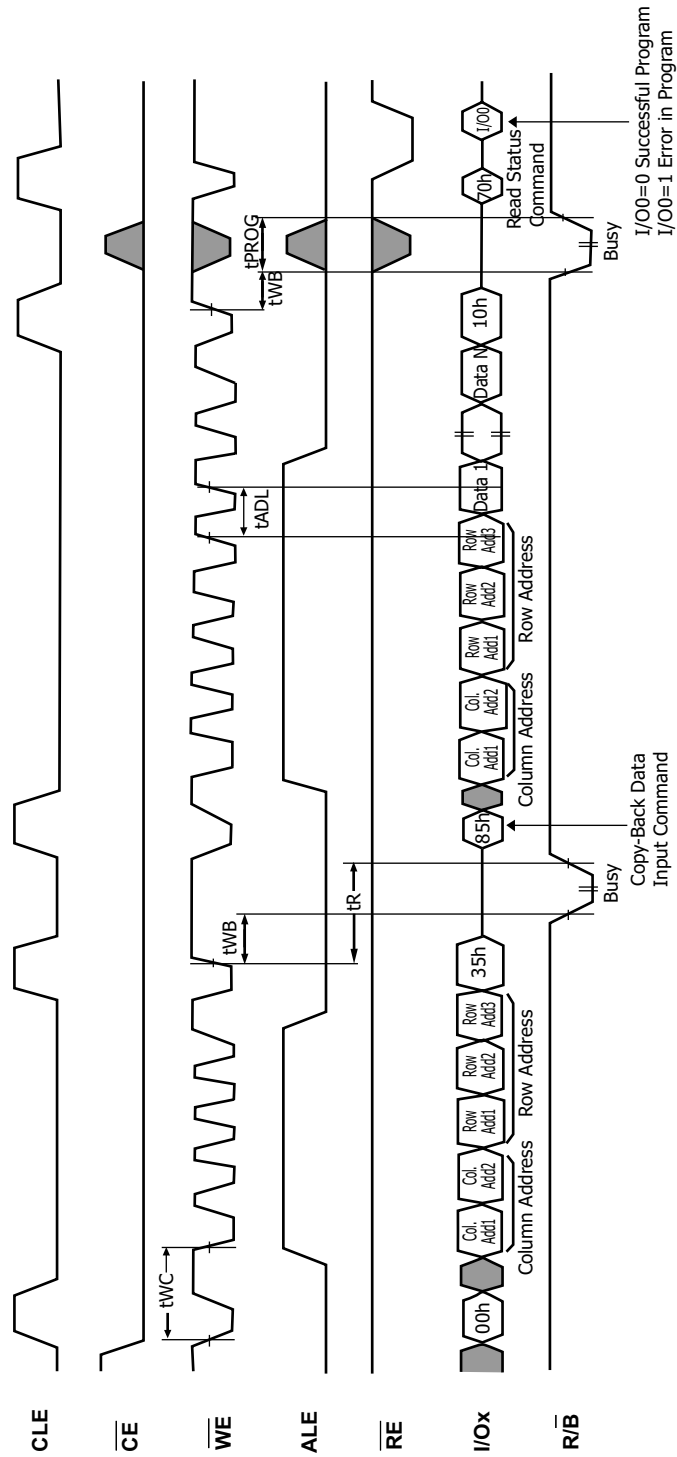 CLE
CE
WE
ALE
RE
I/Ox
R/B
tWC
tWB
tR
tADL
tWB
tPROG
00h
Col.
Add1
Col.
Add2
Row
Add1
Row
Add2
Row
Add3
35h
85h
Col.
Add1
Col.
Add2
Row
Add1
Row
Add2
Row
Add3
Data 1
Data N
10h
70h
I/O0
Column Address
Row Address
Column Address
Row Address
Read Status
Command
Busy
Busy
Copy-Back Data
Input Command
I/O0=0 Successful Program
I/O0=1 Error in Program